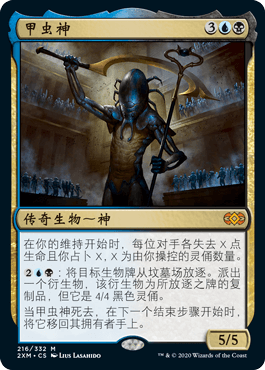 甲虫神 3
传奇生物～神
在你的维持开始时，每位对手各失去 X 点
生命且你占卜 X，X 为由你操控的灵俑数量。
2：将目标生物牌从坟墓场放逐。派出
一个衍生物，该衍生物为所放逐之牌的复
制品，但它是 4/4 黑色灵俑。
当甲虫神死去，在下一个结束步骤开始时，
将它移回其拥有者手上。
5/5
216/332 M
2XM • CS LIUS LASAHIDO
™ & © 2020 Wizards of the Coast